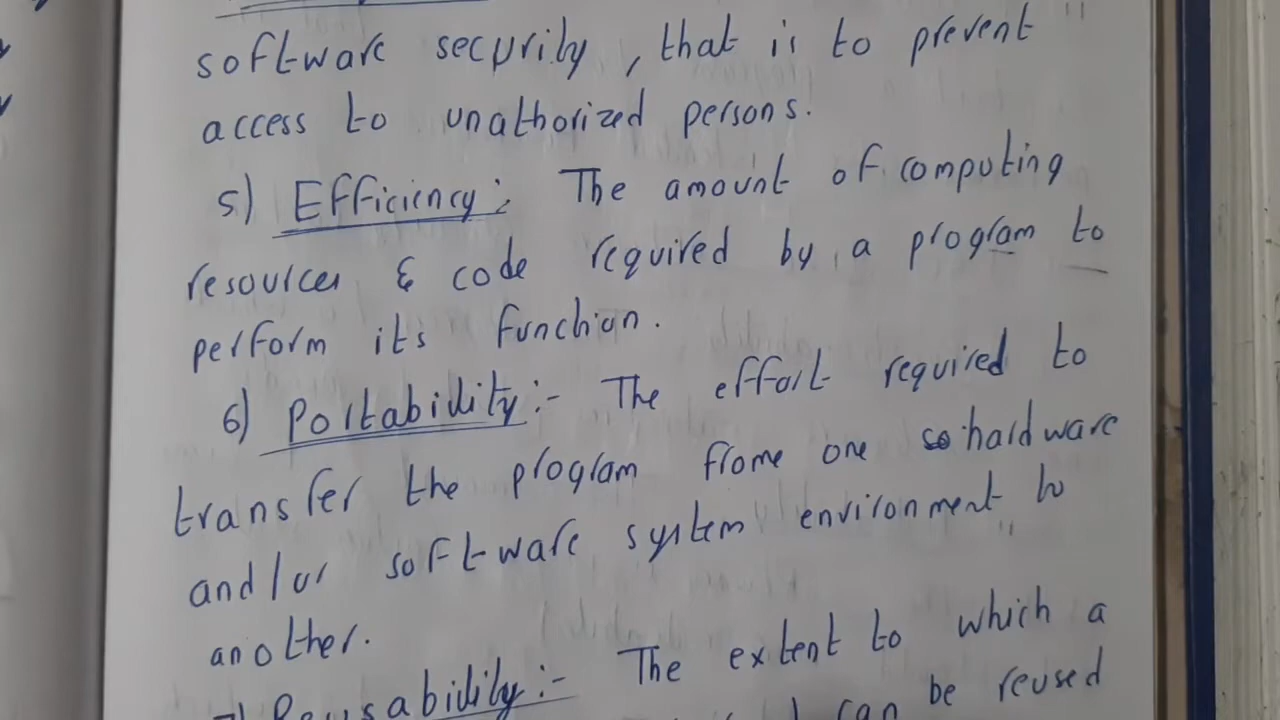 software security, that is to prevent
access to unathorized persons.
5) Efficiency: The amount of computing
resources & code required by a program to
perform its function.
6) Portability:- The effort required to
transfer the program frome one so hardware
and/or software system environment to
another.
7) Reusability:- The extent to which a
can be reused